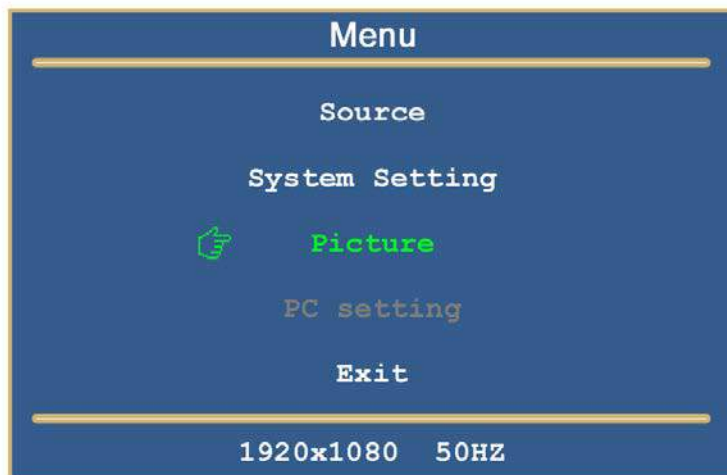 Menu
Source
System Setting
Picture
PC setting
Exit
1920x1080 50HZ